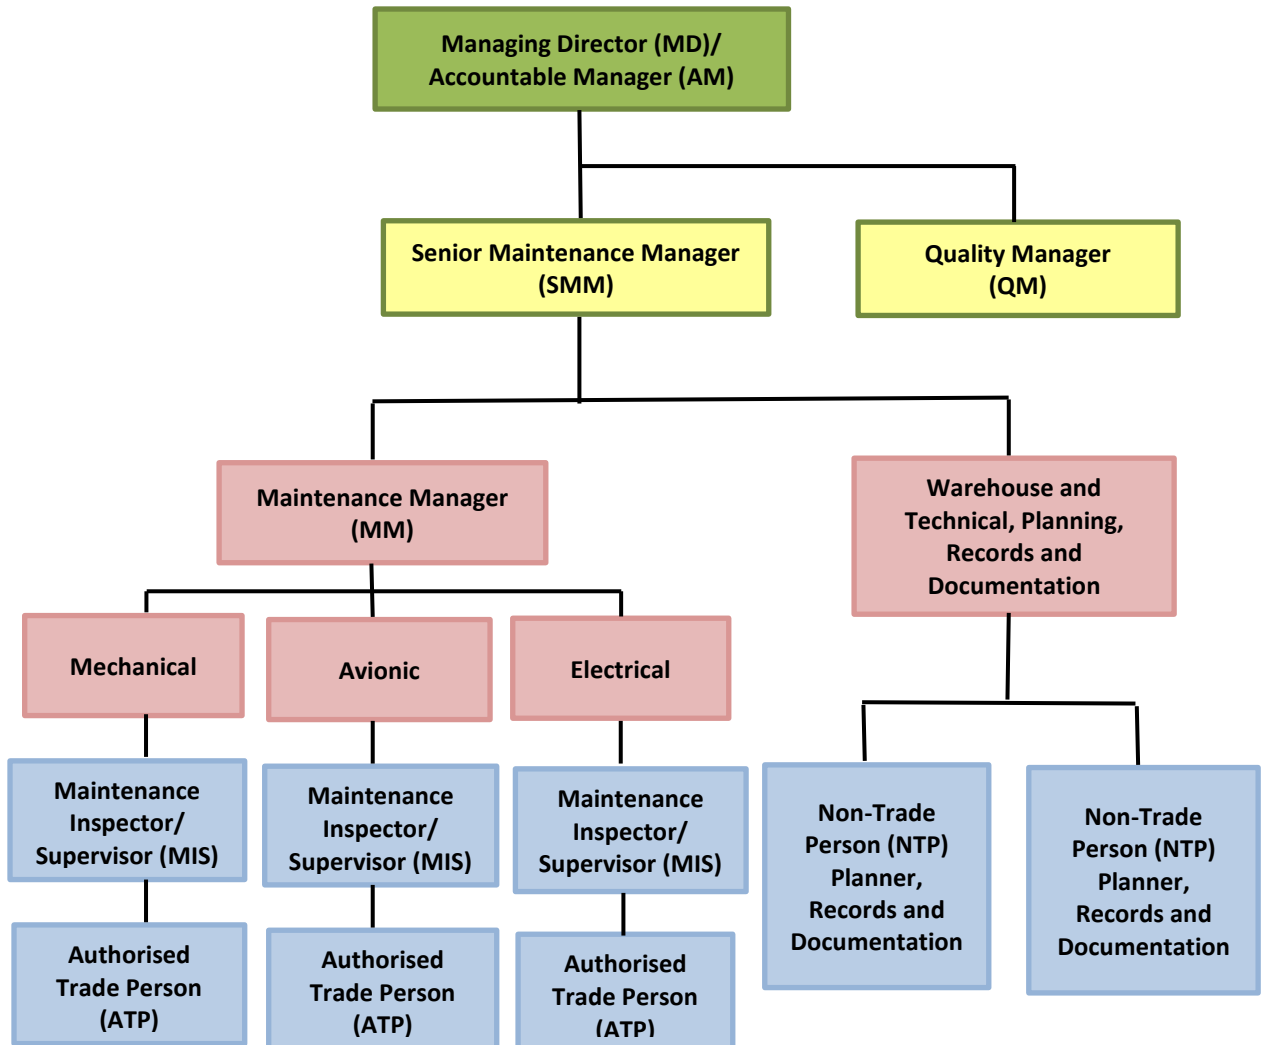 Managing Director (MD)/
Accountable Manager (AM)
Senior Maintenance Manager
(SMM)
Quality Manager
(QM)
Maintenance Manager
(MM)
Warehouse and
Technical, Planning,
Records and
Documentation
Mechanical
Avionic
Electrical
Maintenance
Inspector/
Supervisor (MIS)
Maintenance
Inspector/
Supervisor (MIS)
Maintenance
Inspector/
Supervisor (MIS)
Non-Trade
Person (NTP)
Planner,
Records and
Documentation
Non-Trade
Person (NTP)
Planner,
Records and
Documentation
Authorised
Trade Person
(ATP)
Authorised
Trade Person
(ATP)
Authorised
Trade Person
(ATP)